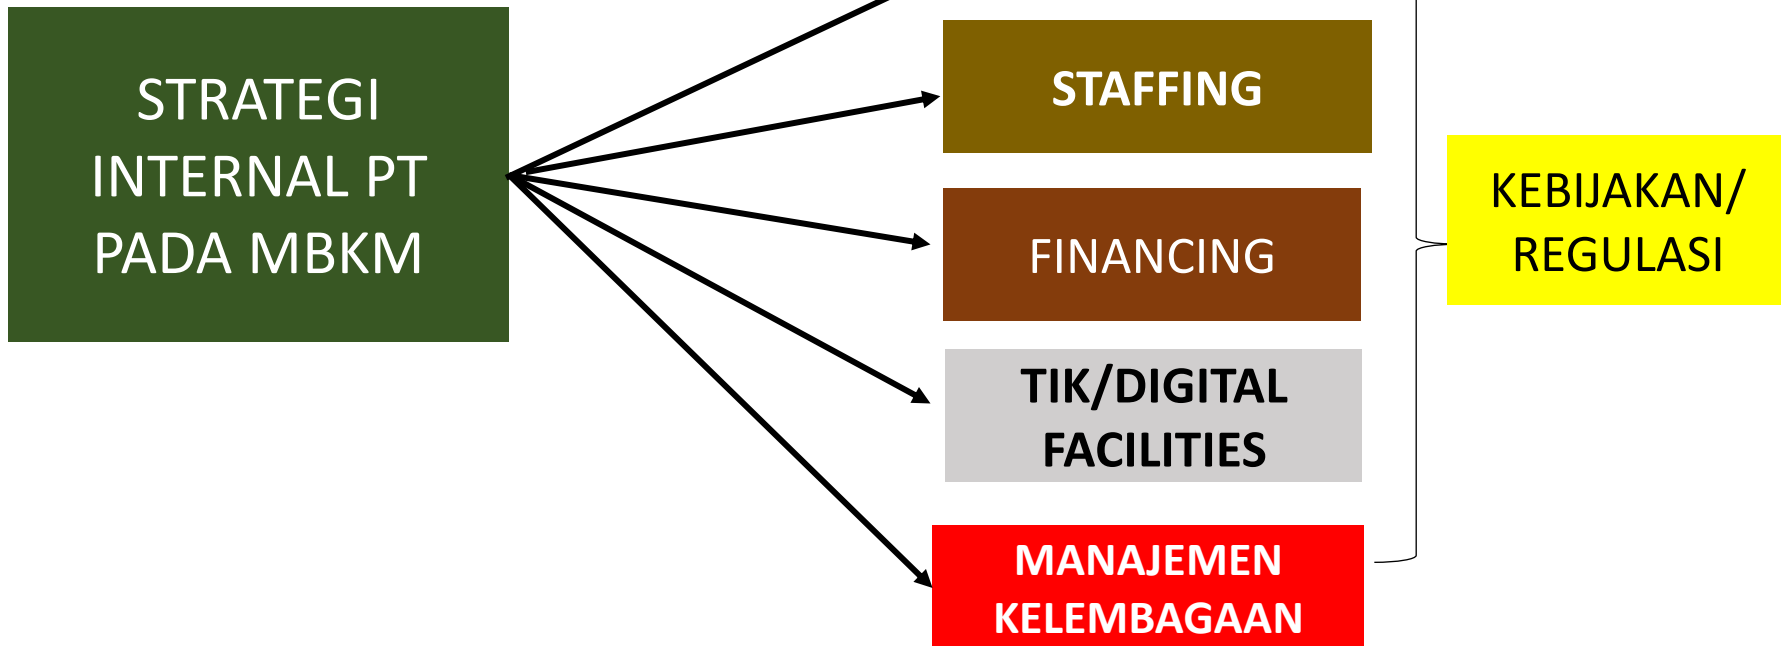 STRATEGI
INTERNAL PT
PADA MBKM
STAFFING
FINANCING
TIK/DIGITAL
FACILITIES
MANAJEMEN
KELEMBAGAAN
KEBIJAKAN/
REGULASI